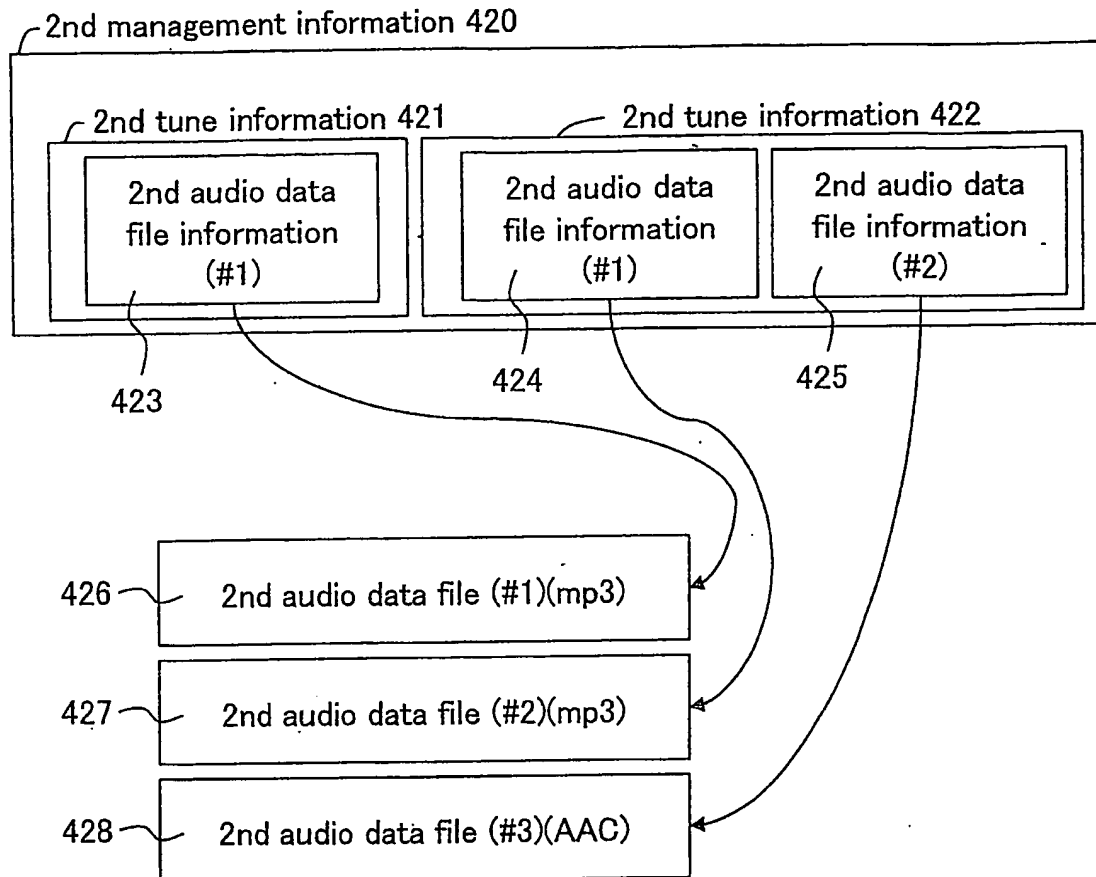 2nd management information 420
2nd tune information 421
2nd tune information 422
2nd audio data
file information
(#1)
2nd audio data
file information
(#1)
2nd audio data
file information
(#2)
423
424
425
426
2nd audio data file (#1)(mp3)
427
2nd audio data file (#2)(mp3)
428
2nd audio data file (#3)(AAC)